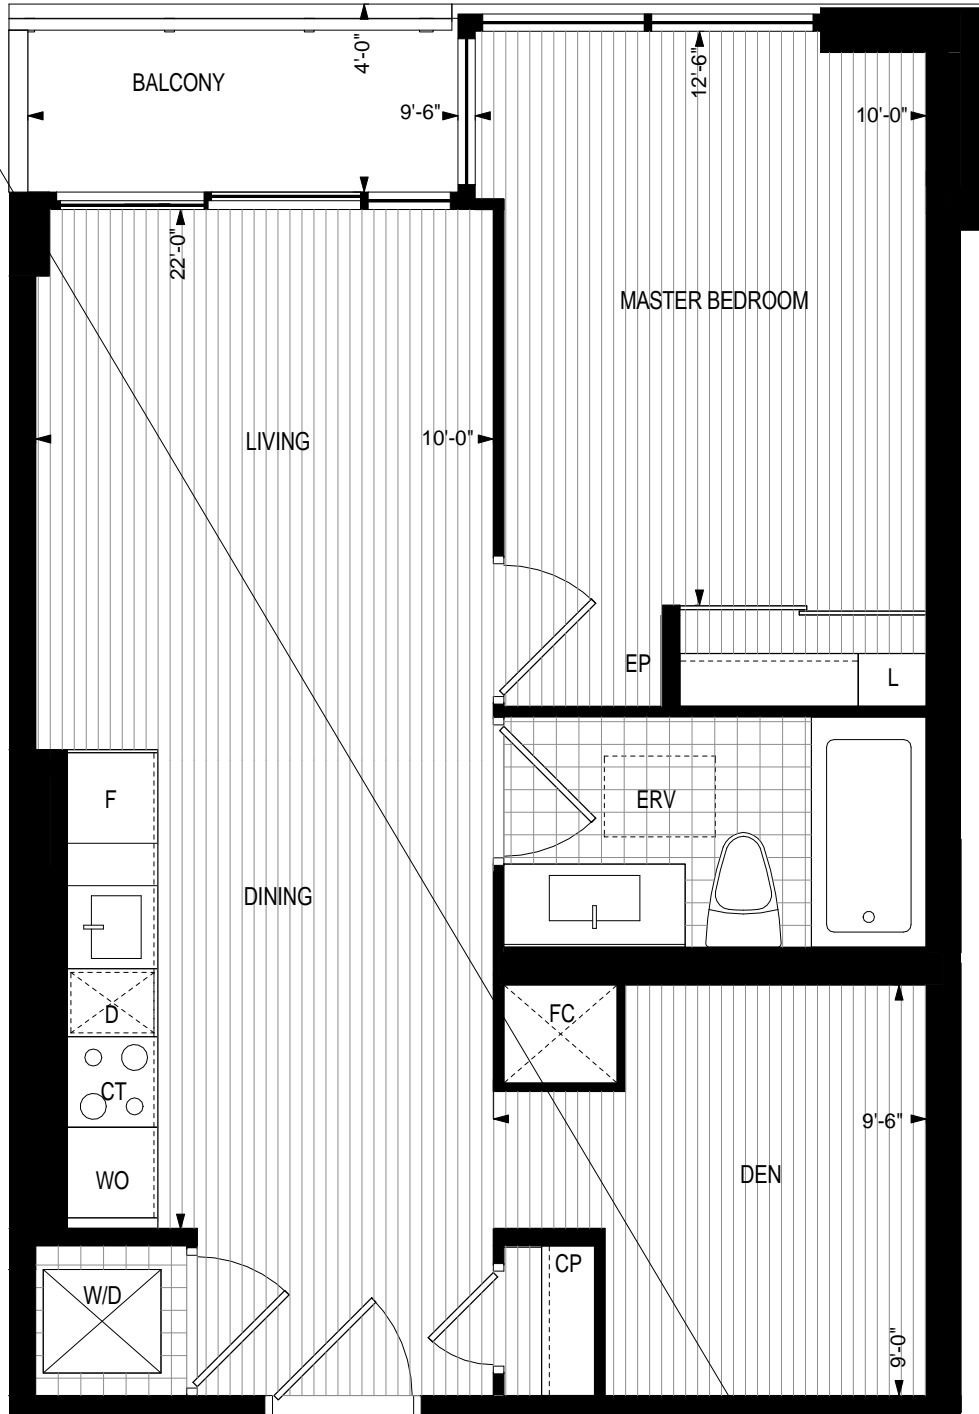 4'-0"
BALCONY
12'-6"
9'-6"
10'-0"
22'-0"
MASTER BEDROOM
LIVING
10'-0"
EP
L
F
ERV
DINING
D
FC
CT
9'-6"
WO
DEN
CP
W/D
9'-0"